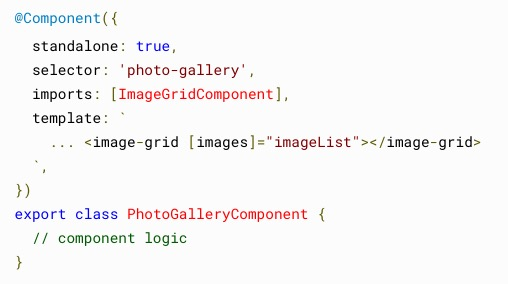 @Component({
  standalone: true,
  selector: 'photo-gallery',
  imports: [ImageGridComponent],
  template: `
    ... <image-grid [images]="imageList"></image-grid>
  `,
})
export class PhotoGalleryComponent {
  // component logic
}